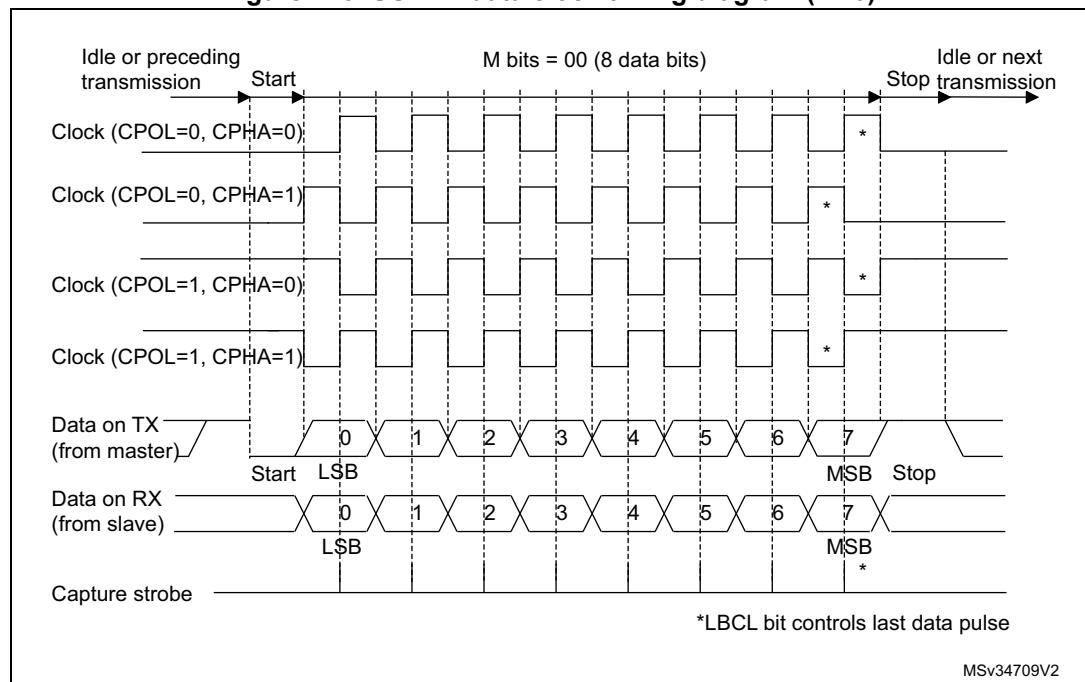 Idle or preceding
transmission
Start
M bits = 00 (8 data bits)
Stop
Idle or next
transmission
Clock (CPOL=0, CPHA=0)
*
Clock (CPOL=0, CPHA=1)
*
Clock (CPOL=1, CPHA=0)
*
Clock (CPOL=1, CPHA=1)
*
Data on TX
(from master)
0 1 2 3 4 5 6 7
Start LSB MSB Stop
Data on RX
(from slave)
0 1 2 3 4 5 6 7
LSB MSB
*
Capture strobe
*LBCL bit controls last data pulse
MSv34709V2